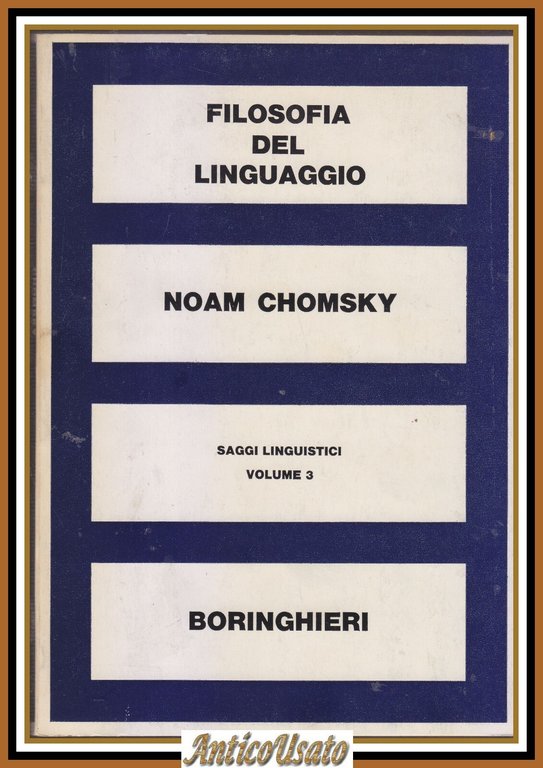 FILOSOFIA
DEL
LINGUAGGIO
NOAM CHOMSKY
SAGGI LINGUISTICI
VOLUME 3
BORINGHIERI
AnticoUsato